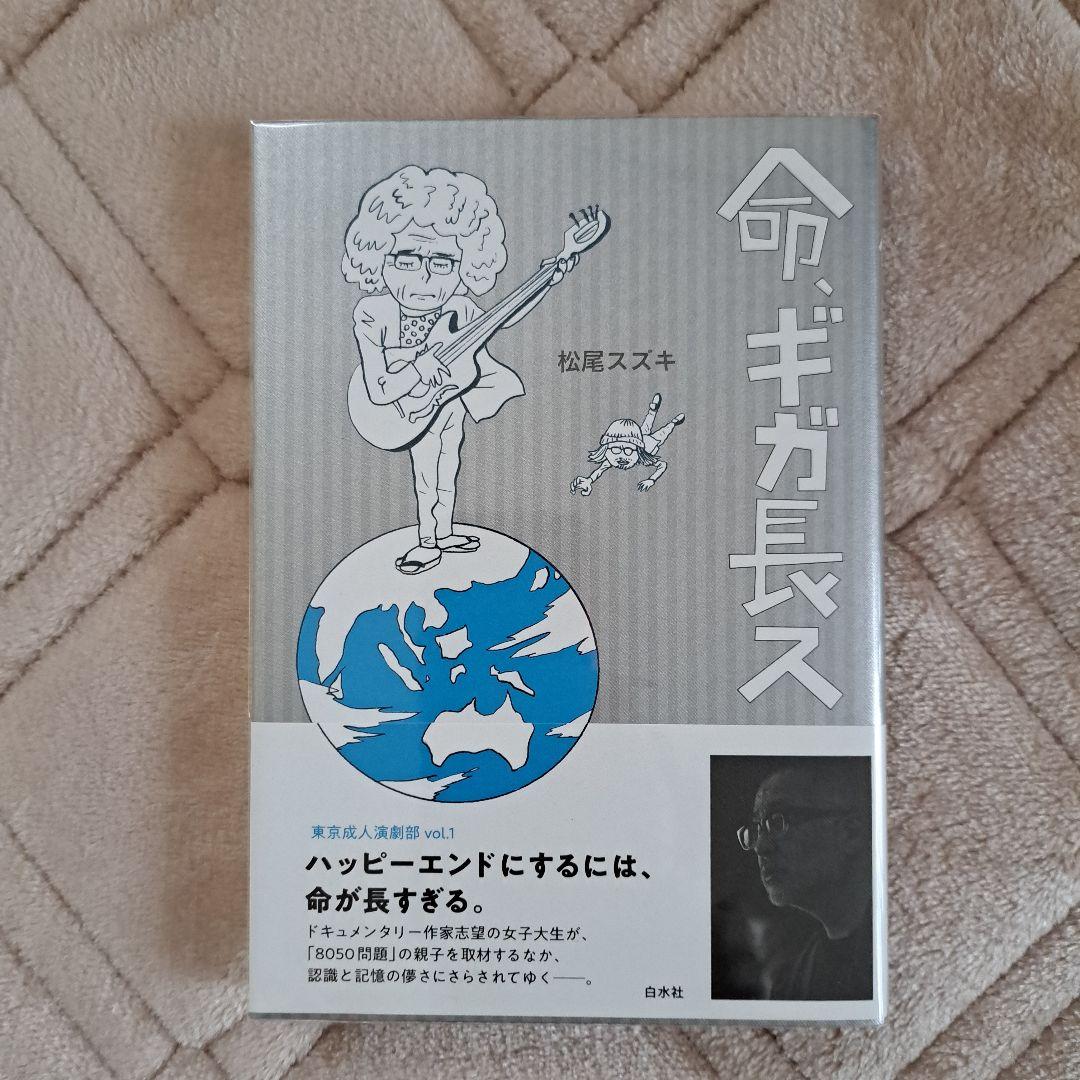 命、ギガ長ス
松尾スズキ
東京成人演劇部 vol.1
ハッピーエンドにするには、
命が長すぎる。
ドキュメンタリー作家志望の女子大生が、
「8050問題」の親子を取材するなか、
認識と記憶の儚さにさらされてゆく――。
白水社